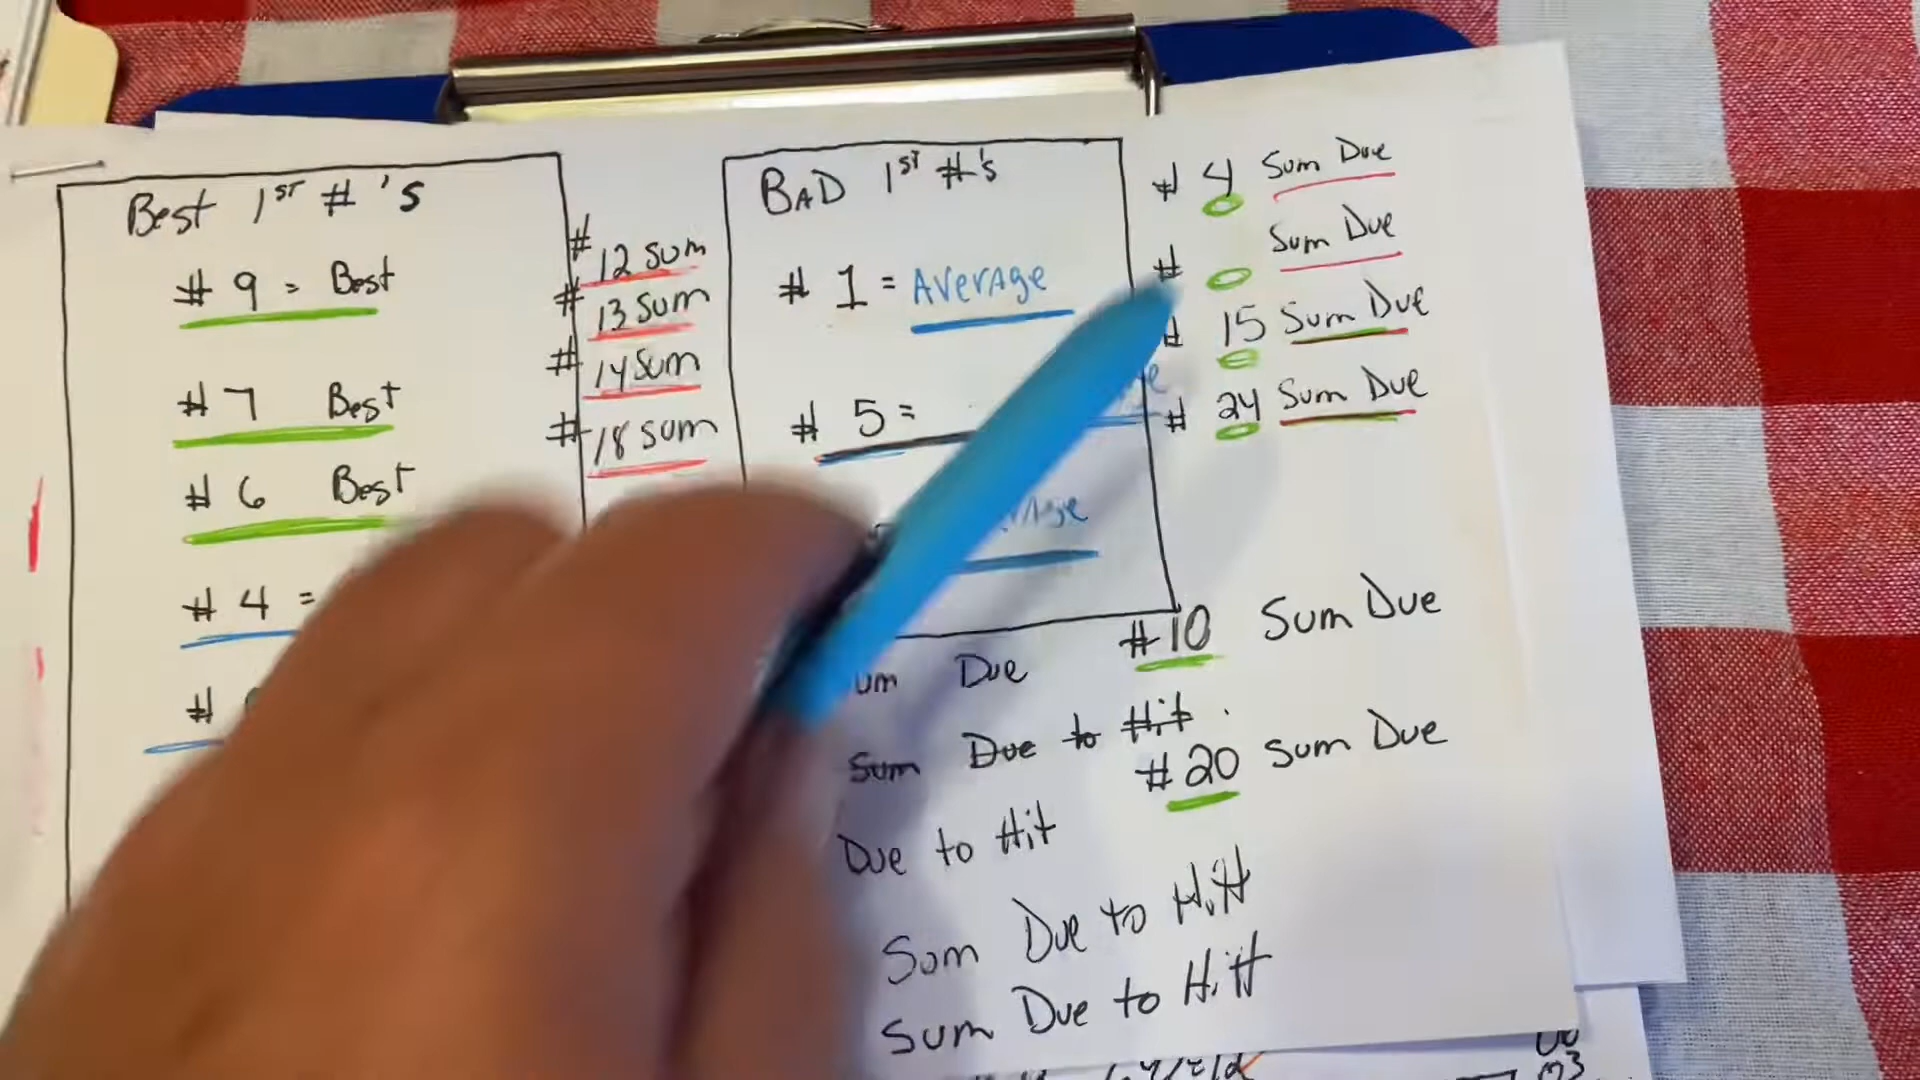 Best 1ST #'S
# 9 = Best
# 7 Best
# 6 Best
# 4 =
#
# 12 Sum
# 13 Sum
# 14 Sum
# 18 Sum
BAD 1ST #'s
# 1 = AVERAGE
# 5 =
# 4 Sum Due
# Sum Due
# 15 Sum Due
# 24 Sum Due
#10 Sum Due
um Due
Sum Due to Hit .
#20 Sum Due
Due to Hit
Sum Due to Hit
Sum Due to Hit